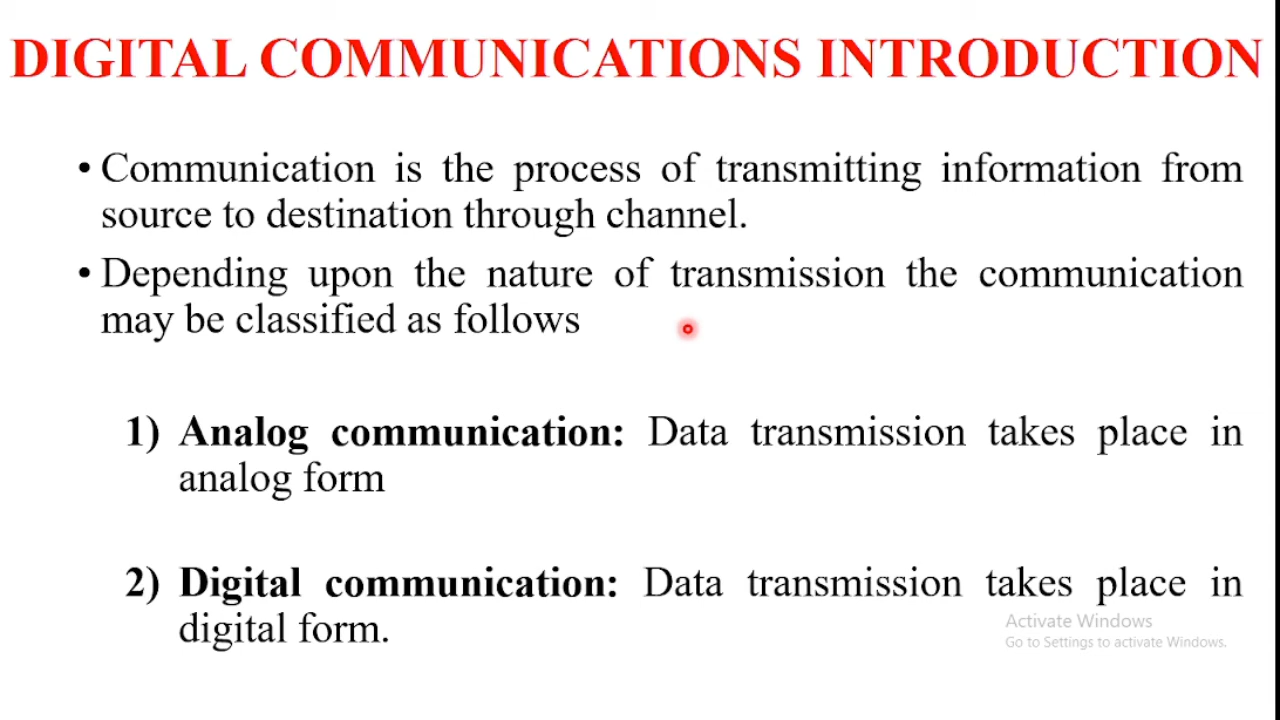 DIGITAL COMMUNICATIONS INTRODUCTION
• Communication is the process of transmitting information from
source to destination through channel.
• Depending upon the nature of transmission the communication
may be classified as follows
1) Analog communication: Data transmission takes place in
analog form
2) Digital communication: Data transmission takes place in
digital form.
Activate Windows
Go to Settings to activate Windows.